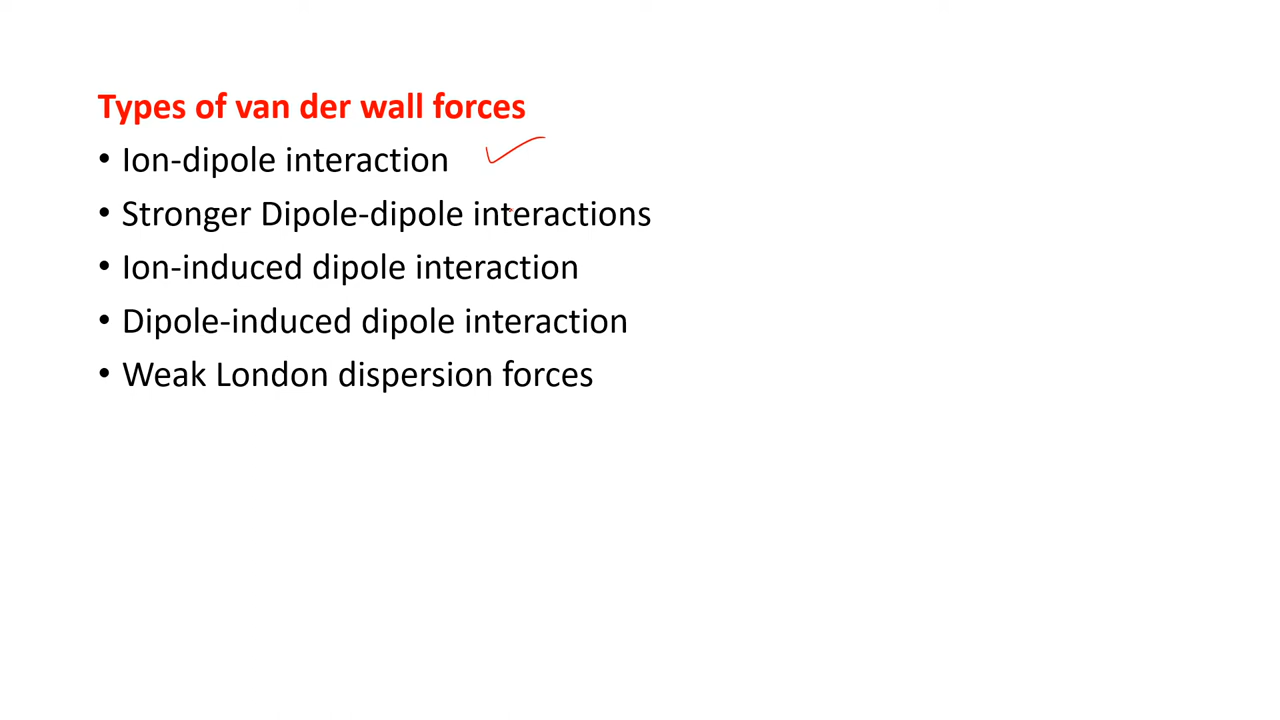 Types of van der wall forces
• Ion-dipole interaction
• Stronger Dipole-dipole interactions
• Ion-induced dipole interaction
• Dipole-induced dipole interaction
• Weak London dispersion forces